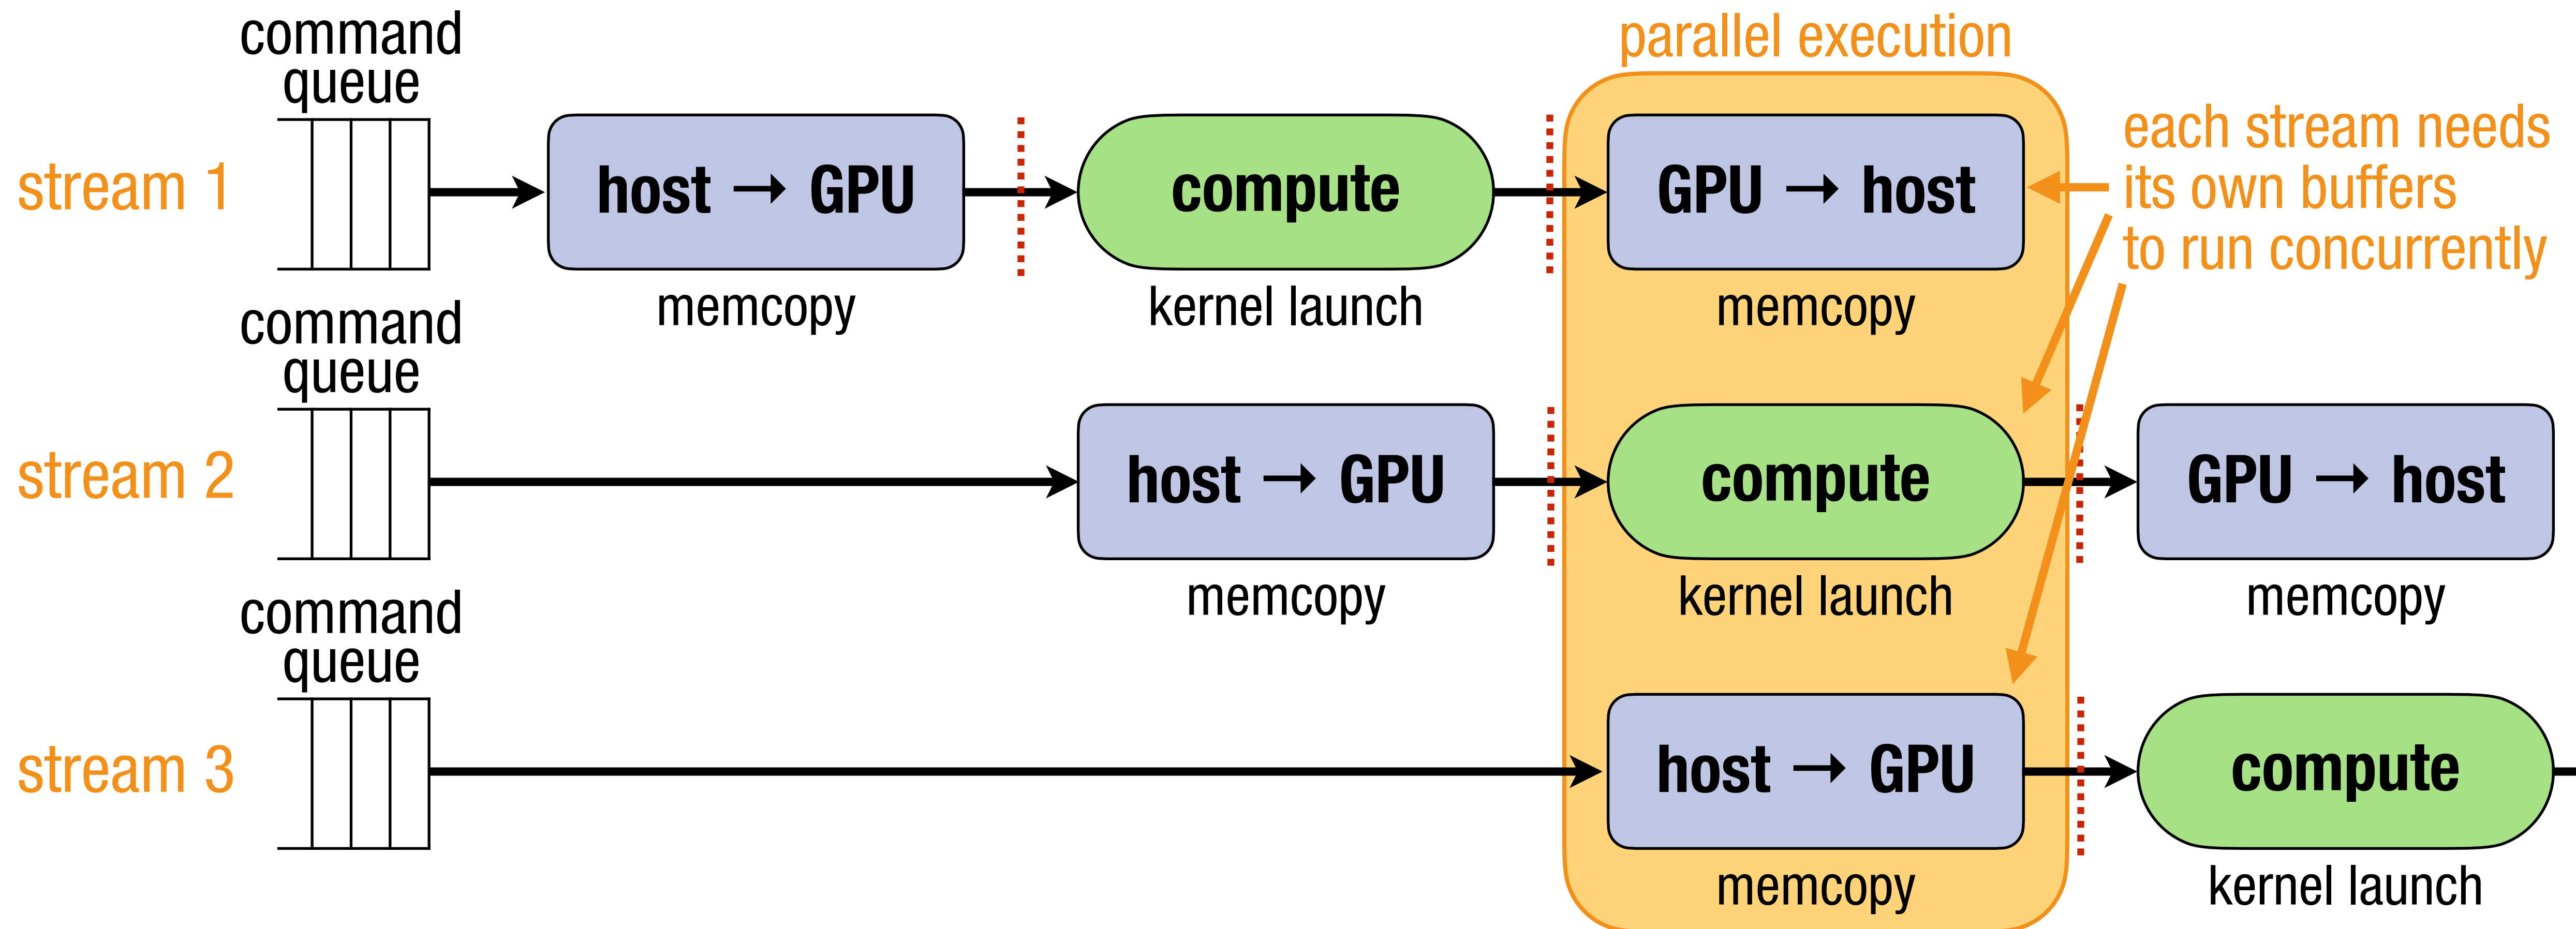 command
queue
parallel execution
stream 1
host → GPU
compute
GPU → host
each stream needs
its own buffers
to run concurrently
memcopy
kernel launch
memcopy
command
queue
stream 2
host → GPU
compute
GPU → host
memcopy
kernel launch
memcopy
command
queue
stream 3
host → GPU
compute
memcopy
kernel launch